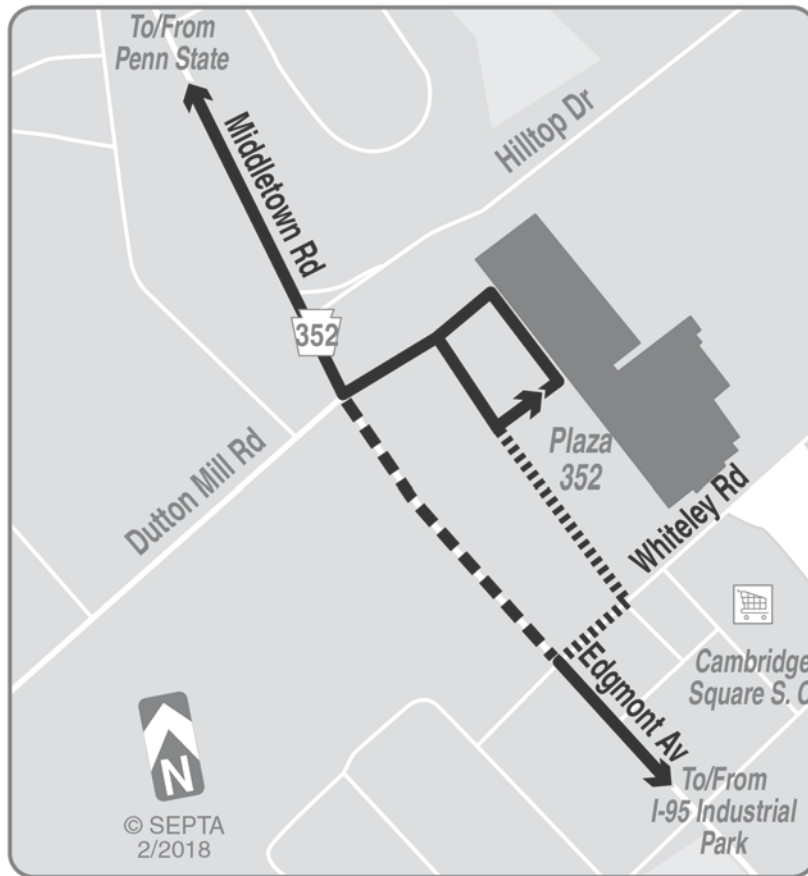 To/From
Penn State
Middletown Rd
Hilltop Dr
352
Dutton Mill Rd
Plaza
352
Whiteley Rd
Edgmont Av
Cambridge
Square S. C
To/From
I-95 Industrial
Park
N
© SEPTA
2/2018